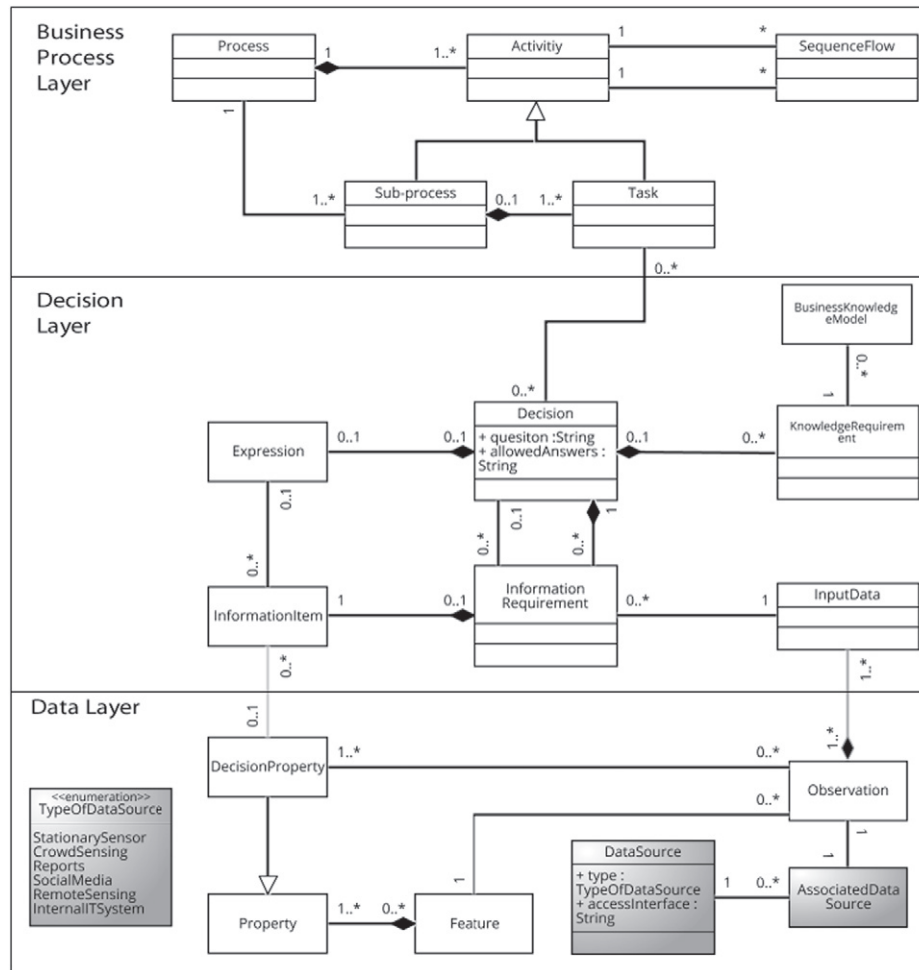 Business
Process
Layer
Process
1
1..*
Activitiy
1
*
SequenceFlow
1
*
1
1..*
Sub-process
0..1
1..*
Task
0..*
Decision
Layer
BusinessKnowledg
eModel
0..*
1
0..*
Decision
+ quesiton :String
+ allowedAnswers :
String
Expression
0..1
0..1
0..1
0..*
KnowledgeRequirem
ent
0..1
0..1
1
0..*
0..*
0..*
InformationItem
1
0..1
Information
Requirement
0..*
1
InputData
0..*
1..*
Data Layer
0..1
1..*
DecisionProperty
1..*
0..*
Observation
0..*
<<enumeration>>
TypeOfDataSource
StationarySensor
CrowdSensing
Reports
SocialMedia
RemoteSensing
InternalITSystem
1
1
DataSource
+ type :
TypeOfDataSource
+ accessInterface :
String
1
0..*
AssociatedData
Source
1
Property
1..*
0..*
Feature